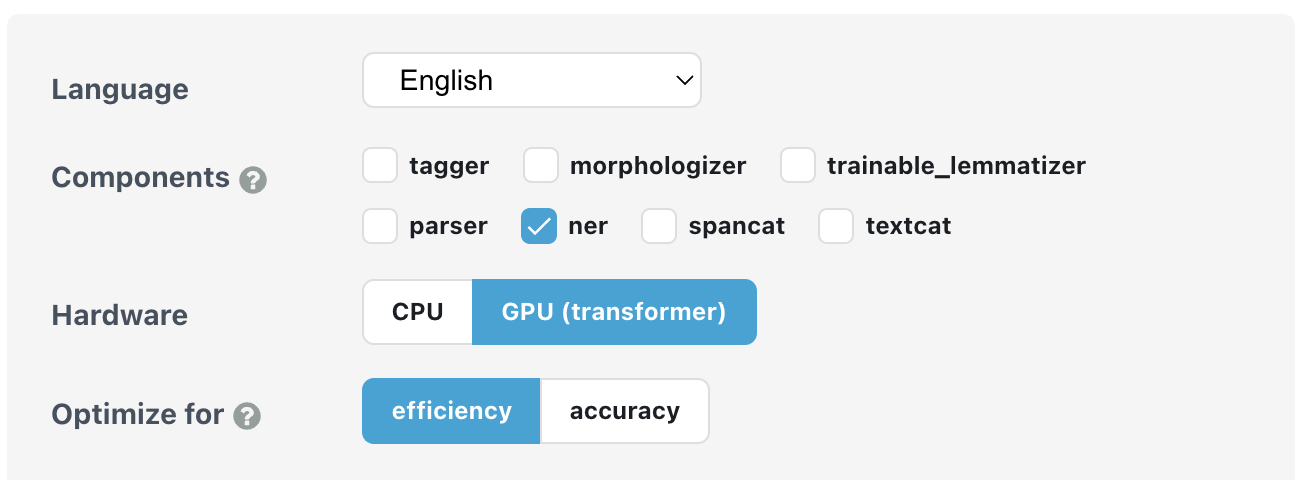 Language English
Components ? tagger morphologizer trainable_lemmatizer
parser ner spancat textcat
Hardware CPU GPU (transformer)
Optimize for ? efficiency accuracy